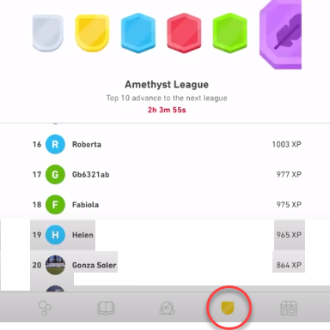 Amethyst League
Top 10 advance to the next league
2h 3m 55s
16 R Roberta 1003 XP
17 G Gb6321ab 977 XP
18 F Fabiola 975 XP
19 H Helen 965 XP
20 Gonza Soler 864 XP